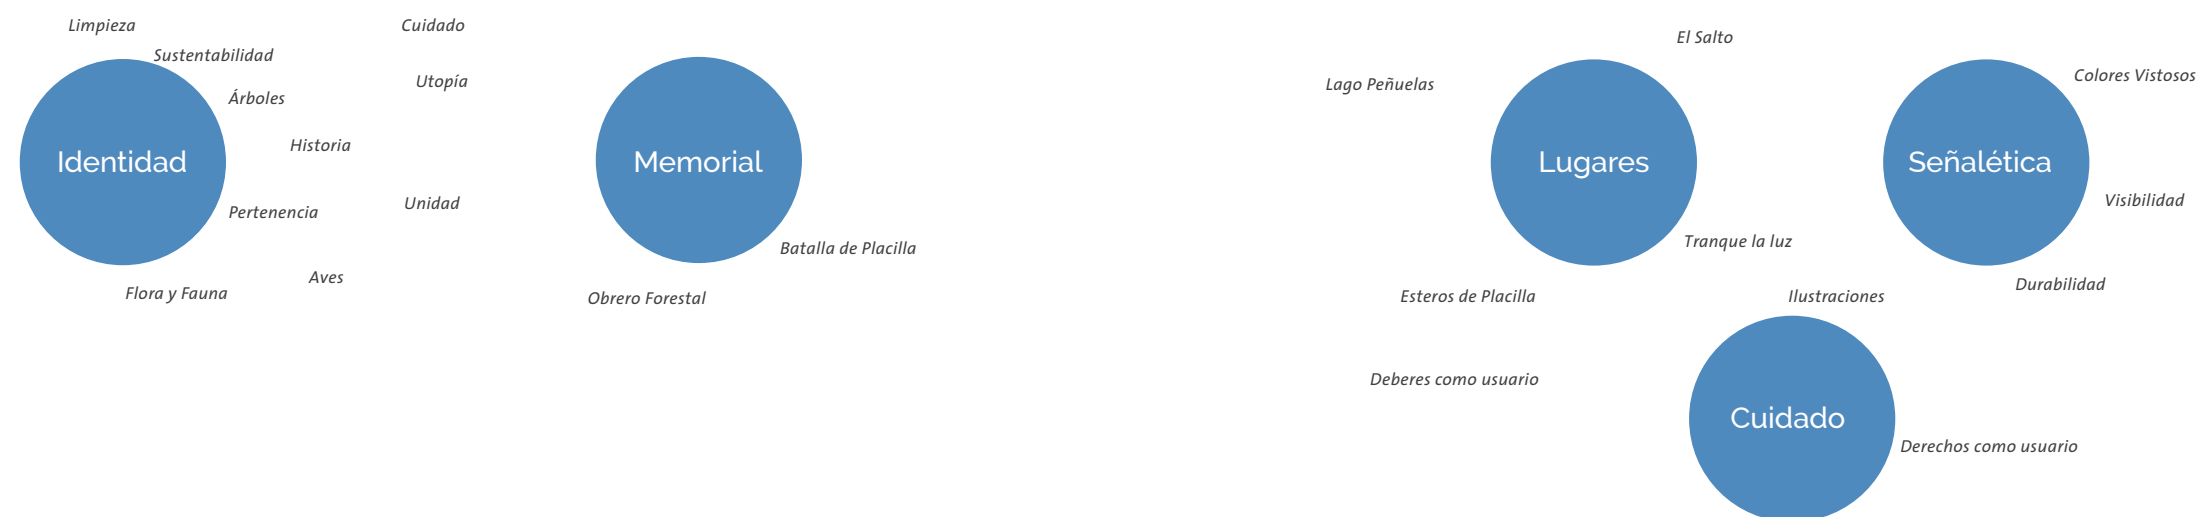 Limpieza
Sustentabilidad
Árboles
Historia
Cuidado
Utopía
Identidad
Pertenencia
Unidad
Aves
Flora y Fauna
Memorial
Batalla de Placilla
Obrero Forestal
El Salto
Lago Peñuelas
Lugares
Tranque la luz
Esteros de Placilla
Colores Vistosos
Señalética
Visibilidad
Durabilidad
Ilustraciones
Deberes como usuario
Cuidado
Derechos como usuario